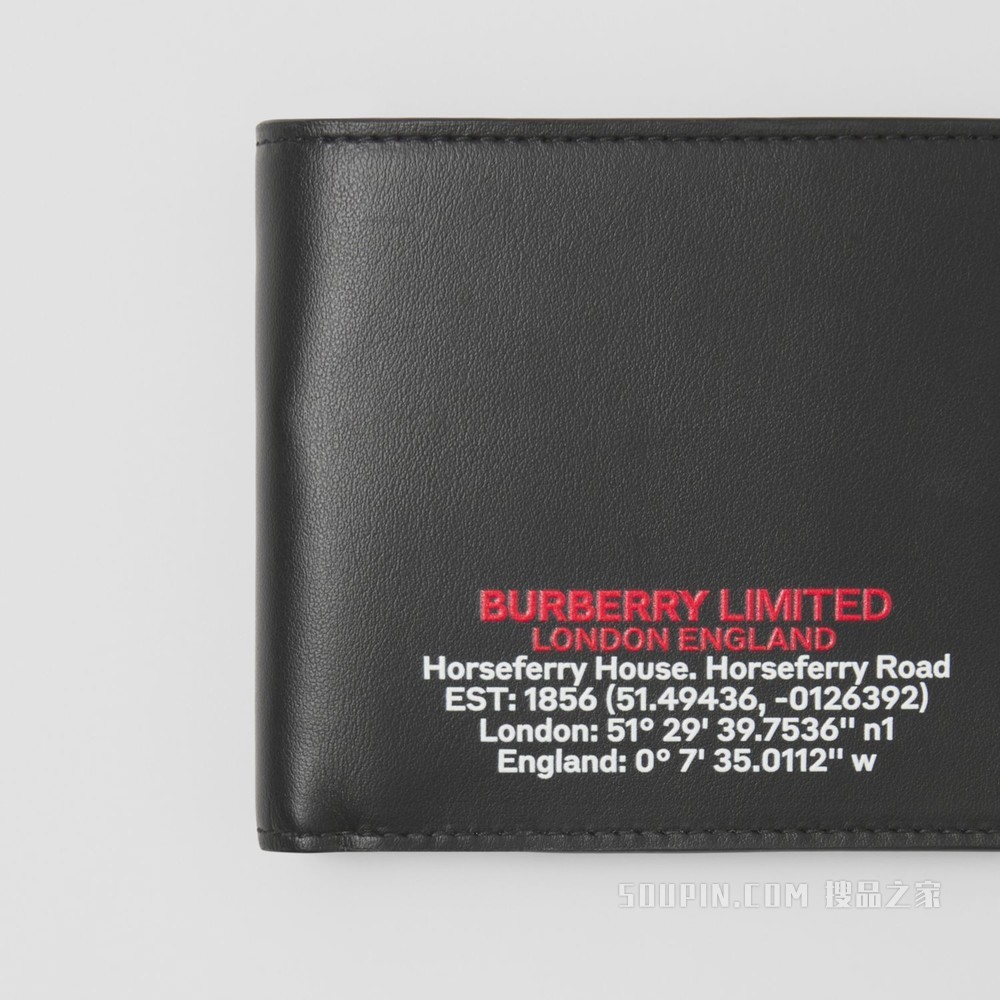 BURBERRY LIMITED
LONDON ENGLAND
Horseferry House. Horseferry Road
EST: 1856 (51.49436, -0126392)
London: 51° 29' 39.7536'' n1
England: 0° 7' 35.0112'' w
SOUPIN.COM 搜品之家